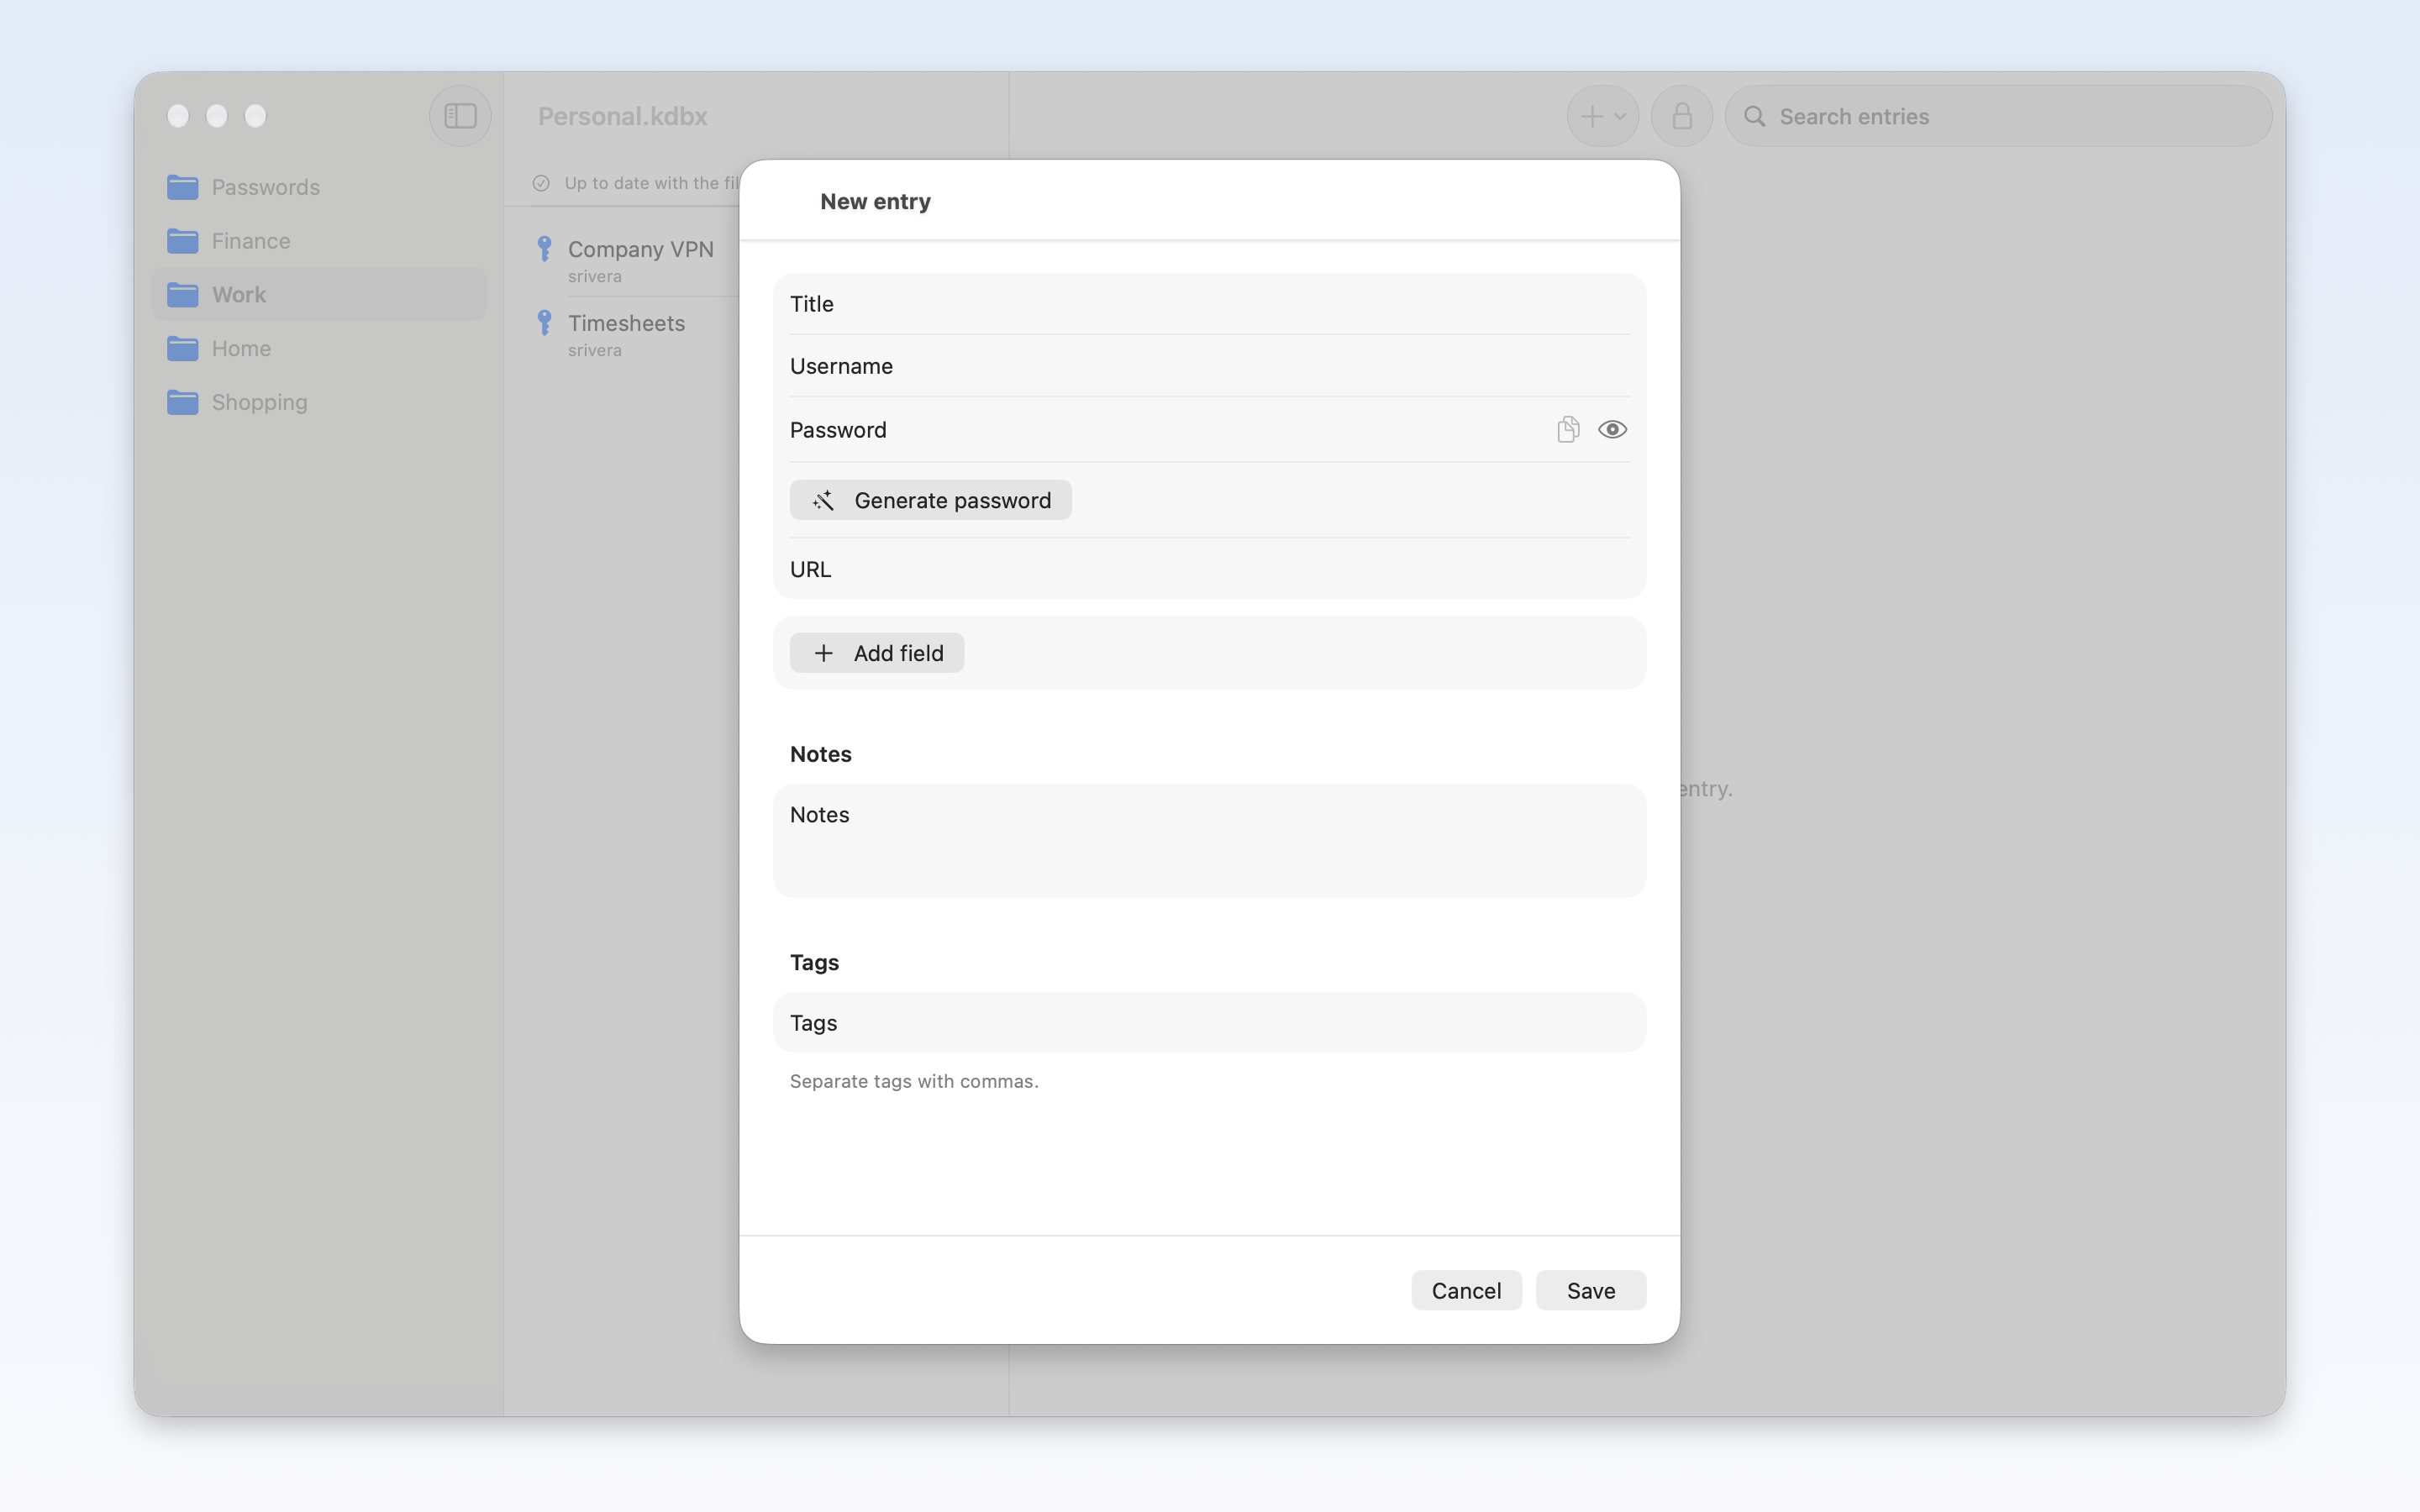 Personal.kdbx
Search entries
Passwords
Finance
Work
Home
Shopping
Up to date with the fil
Company VPN
srivera
Timesheets
srivera
entry.
New entry
Title
Username
Password
Generate password
URL
Add field
Notes
Notes
Tags
Tags
Separate tags with commas.
Cancel
Save